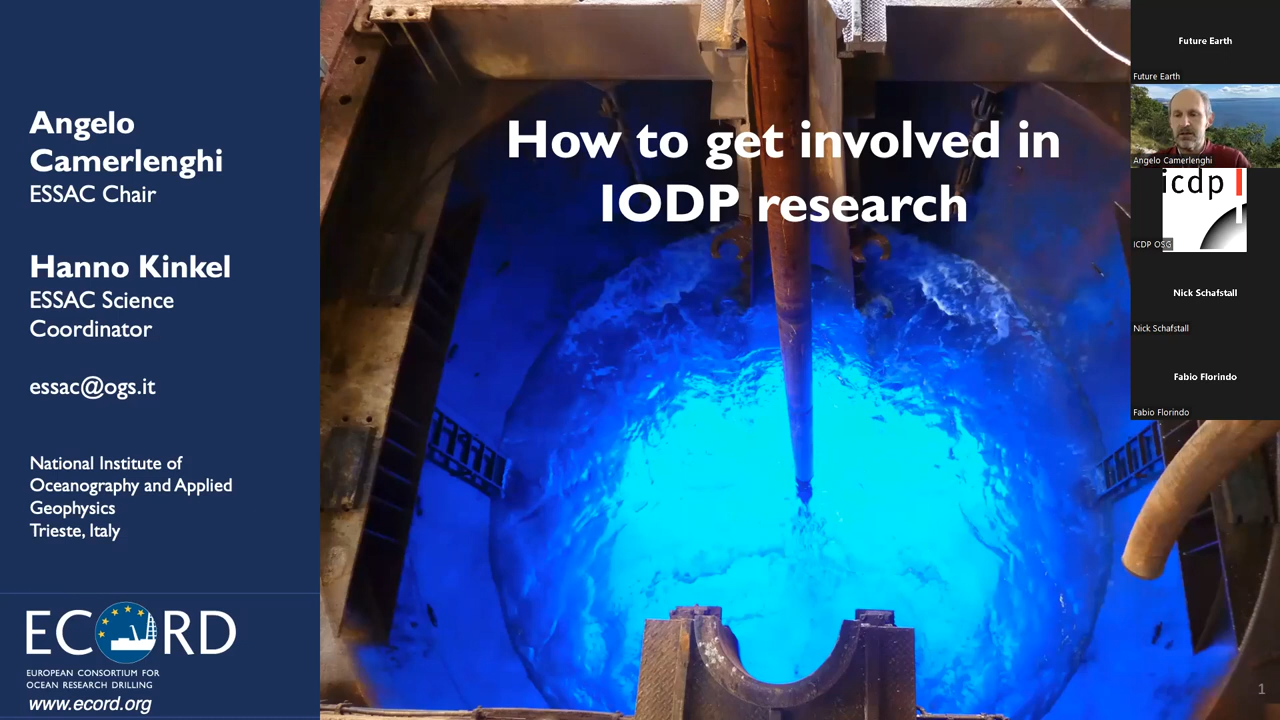 Angelo
Camerlenghi
ESSAC Chair
Hanno Kinkel
ESSAC Science
Coordinator
essac@ogs.it
National Institute of
Oceanography and Applied
Geophysics
Trieste, Italy
ECORD
EUROPEAN CONSORTIUM FOR
OCEAN RESEARCH DRILLING
www.ecord.org
How to get involved in
IODP research
Future Earth
Future Earth
Angelo Camerlenghi
icdp
ICDP OSG
Nick Schafstall
Nick Schafstall
Fabio Florindo
Fabio Florindo
1